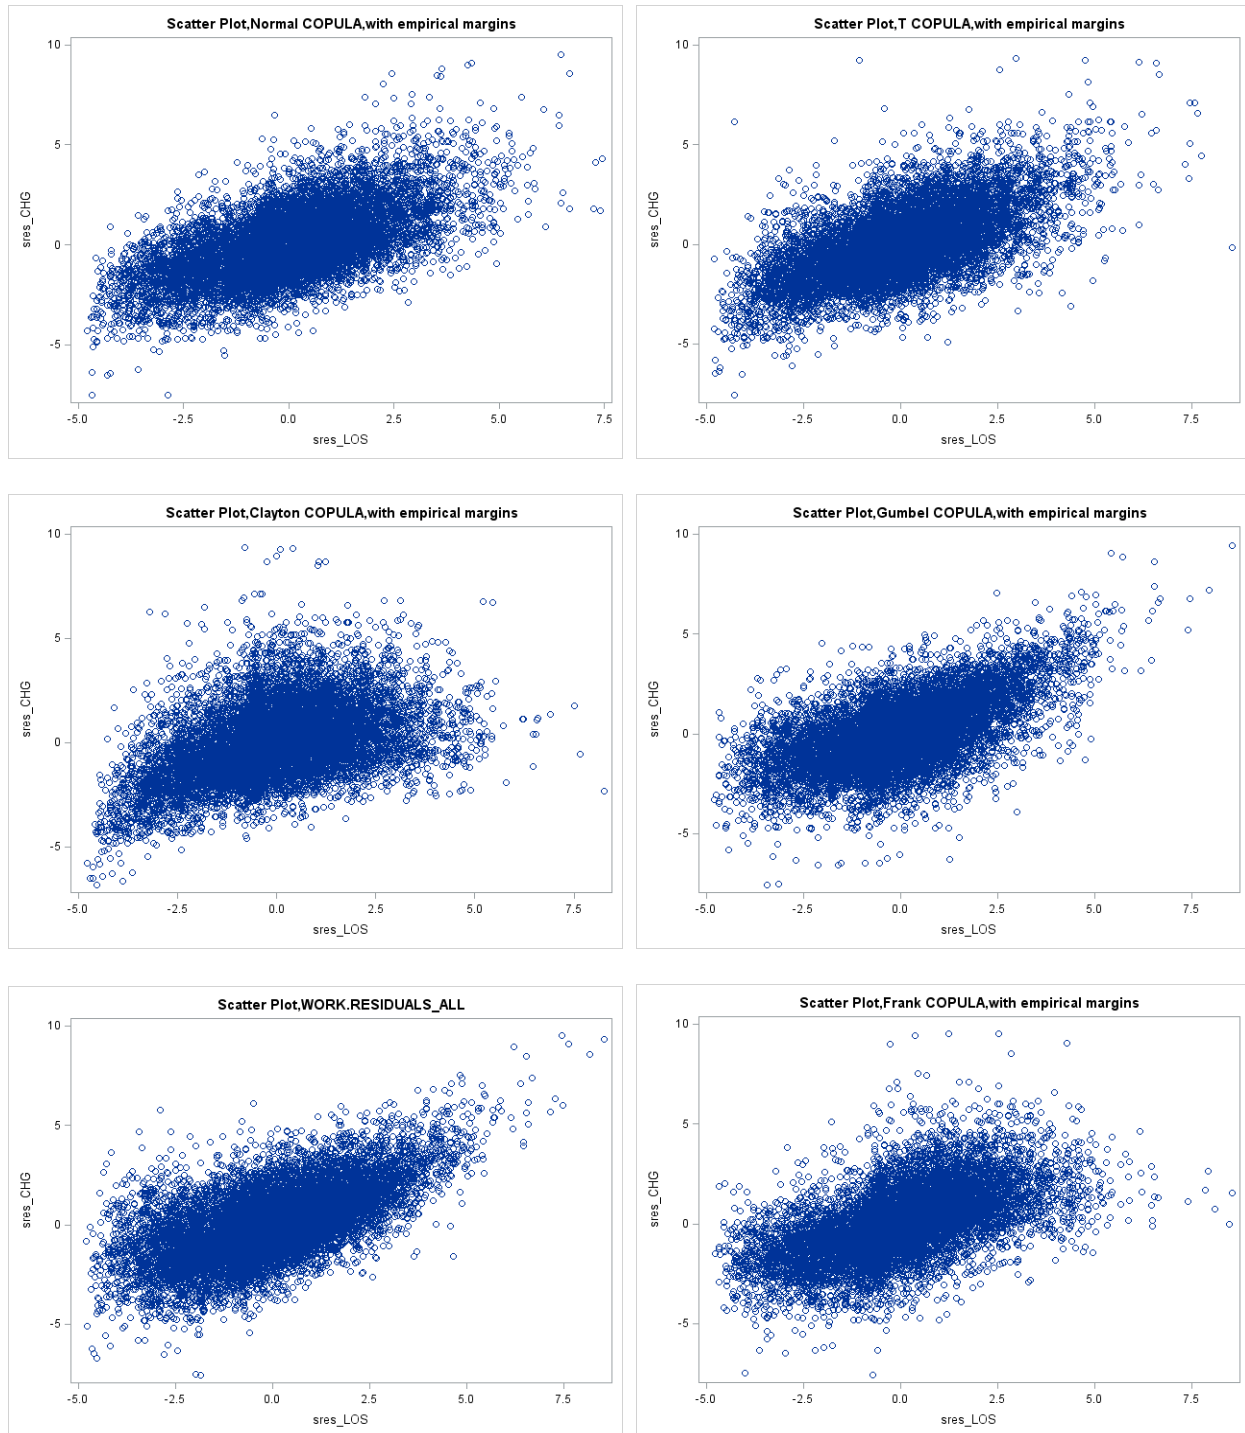 Scatter Plot,Normal COPULA,with empirical margins
10
5
0
-5
sres_CHG
-5.0 -2.5 0.0 2.5 5.0 7.5
sres_LOS
Scatter Plot,T COPULA,with empirical margins
10
5
0
-5
sres_CHG
-5.0 -2.5 0.0 2.5 5.0 7.5
sres_LOS
Scatter Plot,Clayton COPULA,with empirical margins
10
5
0
-5
sres_CHG
-5.0 -2.5 0.0 2.5 5.0 7.5
sres_LOS
Scatter Plot,Gumbel COPULA,with empirical margins
10
5
0
-5
sres_CHG
-5.0 -2.5 0.0 2.5 5.0 7.5
sres_LOS
Scatter Plot,WORK.RESIDUALS_ALL
10
5
0
-5
sres_CHG
-5.0 -2.5 0.0 2.5 5.0 7.5
sres_LOS
Scatter Plot,Frank COPULA,with empirical margins
10
5
0
-5
sres_CHG
-5.0 -2.5 0.0 2.5 5.0 7.5
sres_LOS